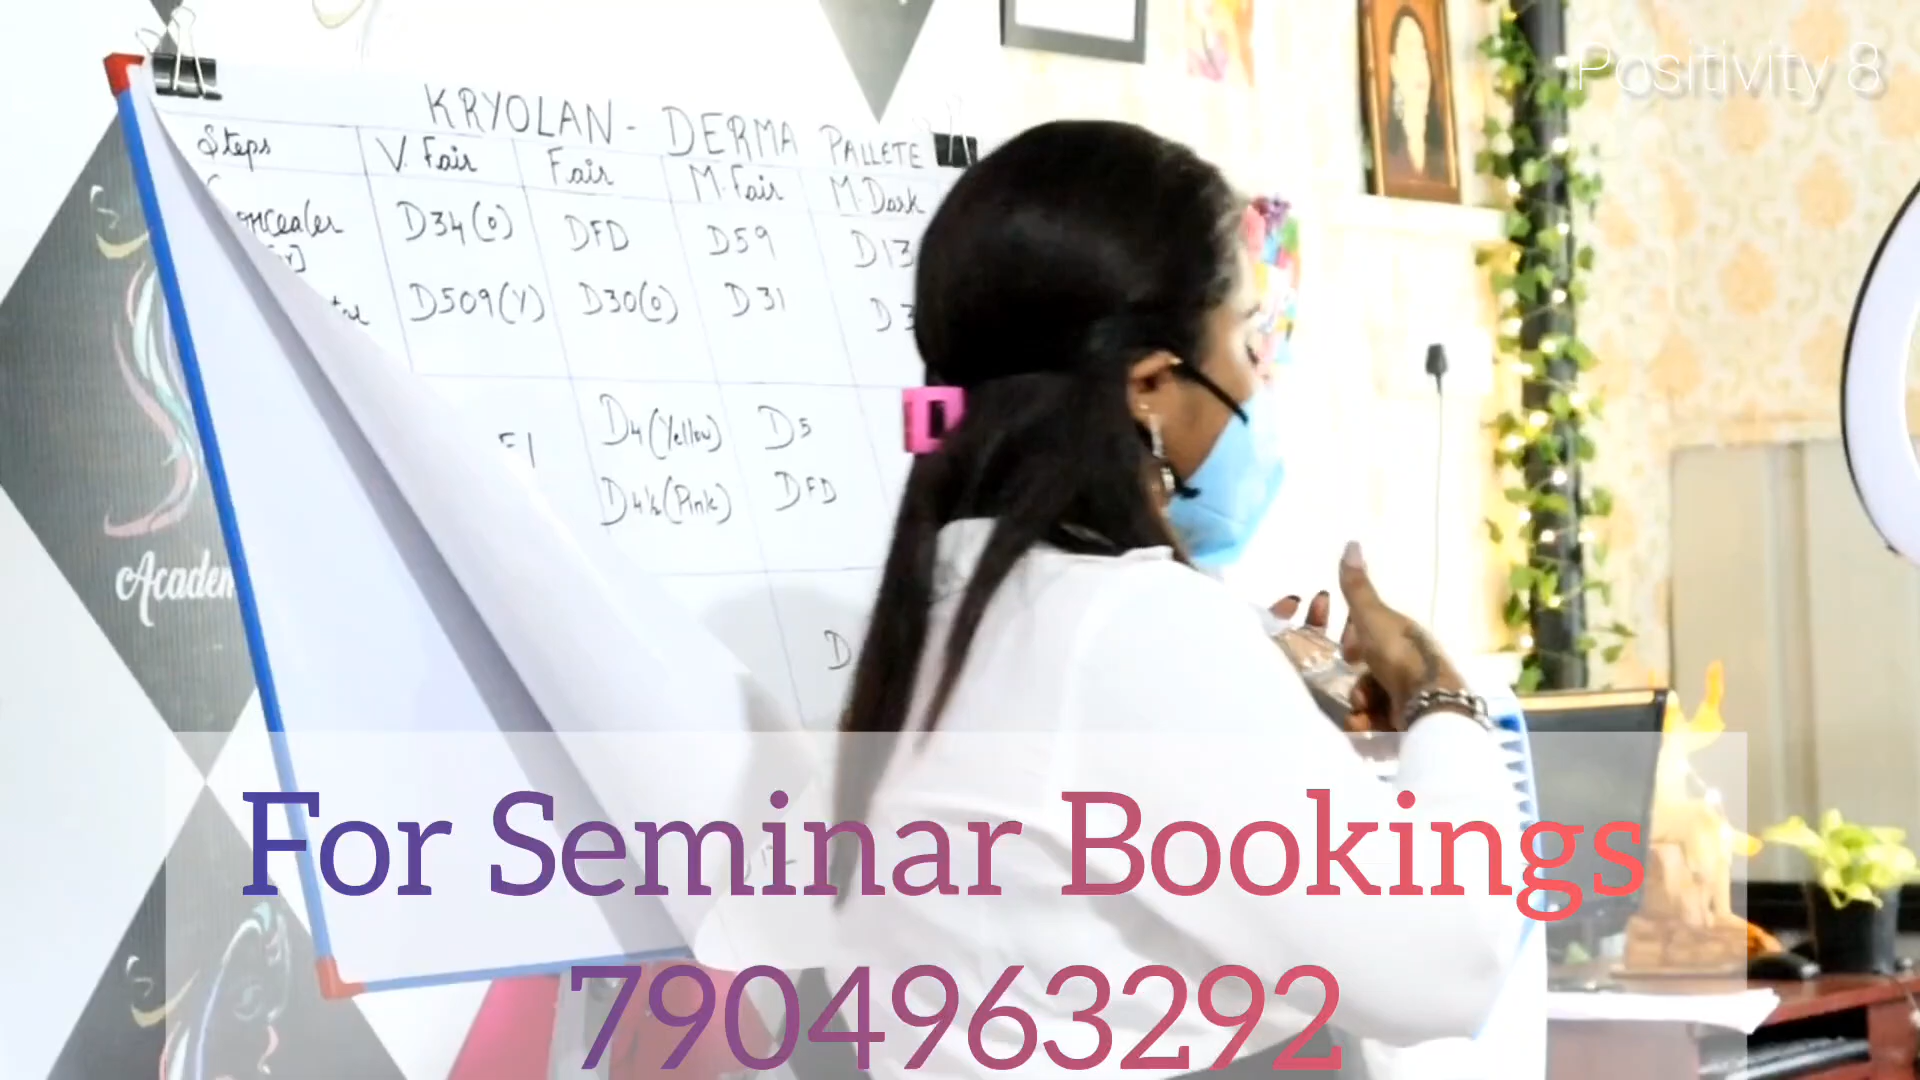 Positivity 8
KRYOLAN - DERMA PALLETE
Steps V. Fair Fair M. Fair M. Dark
D34(O) DFD D59 D13
D509(Y) D30(O) D31
D4(Yellow) D5
D4½(Pink) DFD
D
For Seminar Bookings
7904963292